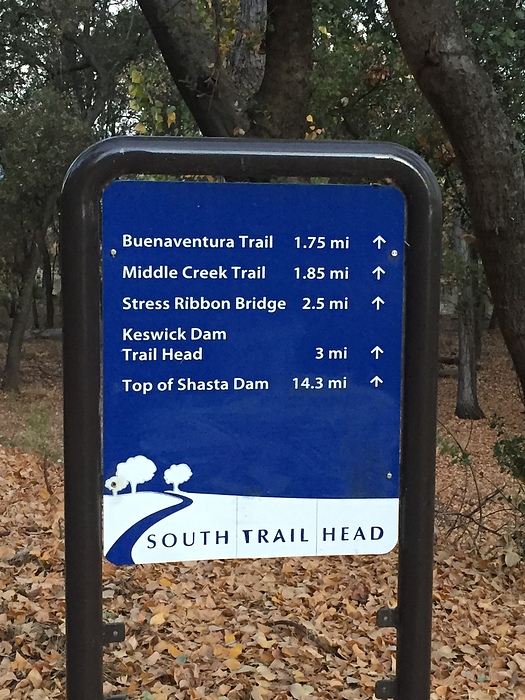 Buenaventura Trail 1.75 mi ↑
Middle Creek Trail 1.85 mi ↑
Stress Ribbon Bridge 2.5 mi ↑
Keswick Dam
Trail Head 3 mi ↑
Top of Shasta Dam 14.3 mi ↑
SOUTH TRAIL HEAD